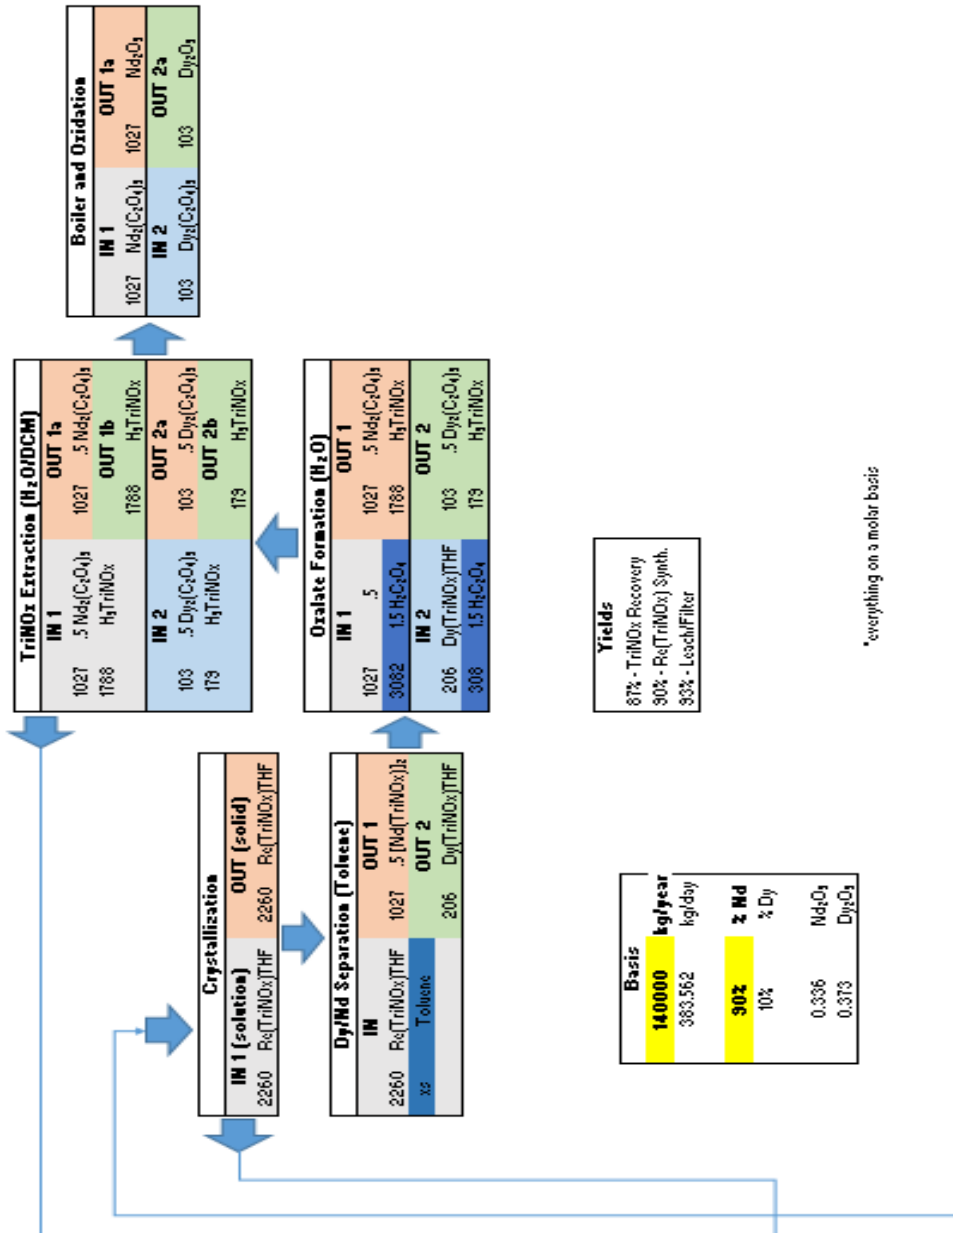 Boiler and Oxidation
IN 1 OUT 1a
1027 Nd₂(C₂O₄)₃ 1027 Nd₂O₃
IN 2 OUT 2a
103 Dy₂(C₂O₄)₃ 103 Dy₂O₃
TriNOx Extraction (H₂O/DCM)
IN 1 OUT 1a
1027 .5 Nd₂(C₂O₄)₃ 1027 .5 Nd₂(C₂O₄)₃
1788 H₃TriNOx OUT 1b
1788 H₃TriNOx
IN 2 OUT 2a
103 .5 Dy₂(C₂O₄)₃ 103 .5 Dy₂(C₂O₄)₃
179 H₃TriNOx OUT 2b
179 H₃TriNOx
Oxalate Formation (H₂O)
IN 1 OUT 1
1027 .5 1027 .5 Nd₂(C₂O₄)₃
3082 1.5 H₂C₂O₄ 1788 H₃TriNOx
IN 2 OUT 2
206 Dy(TriNOx)THF 103 .5 Dy₂(C₂O₄)₃
308 1.5 H₂C₂O₄ 179 H₃TriNOx
Crystallization
IN 1 (solution) OUT (solid)
2260 Re(TriNOx)THF 2260 Re(TriNOx)THF
Dy/Nd Separation (Toluene)
IN OUT 1
2260 Re(TriNOx)THF 1027 .5 [Nd(TriNOx)]₂
xs Toluene OUT 2
206 Dy(TriNOx)THF
Yields
87% - TriNOx Recovery
90% - Re(TriNOx) Synth.
93% - Leach/Filter
Basis
140000 kg/year
383.562 kg/day
90% % Nd
10% % Dy
0.336 Nd₂O₃
0.373 Dy₂O₃
*everything on a molar basis